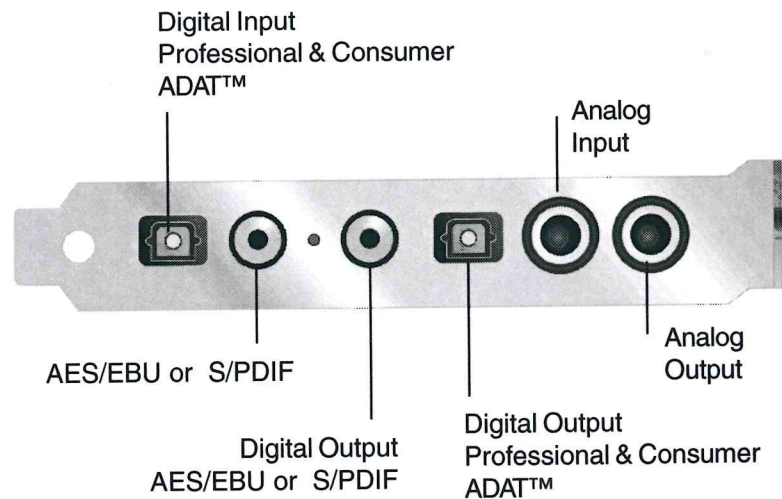 Digital Input
Professional & Consumer
ADAT™
Analog
Input
AES/EBU or S/PDIF
Analog
Output
Digital Output
AES/EBU or S/PDIF
Digital Output
Professional & Consumer
ADAT™